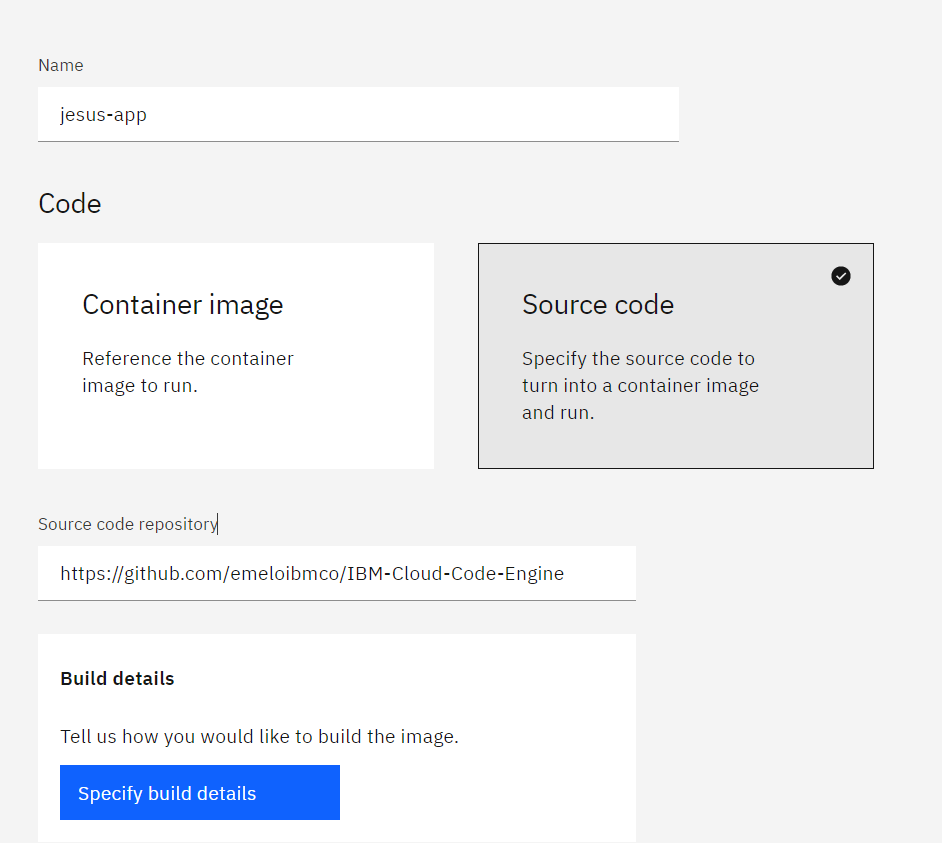 Name
jesus-app
Code
Container image
Reference the container
image to run.
Source code
Specify the source code to
turn into a container image
and run.
Source code repository
https://github.com/emeloibmco/IBM-Cloud-Code-Engine
Build details
Tell us how you would like to build the image.
Specify build details